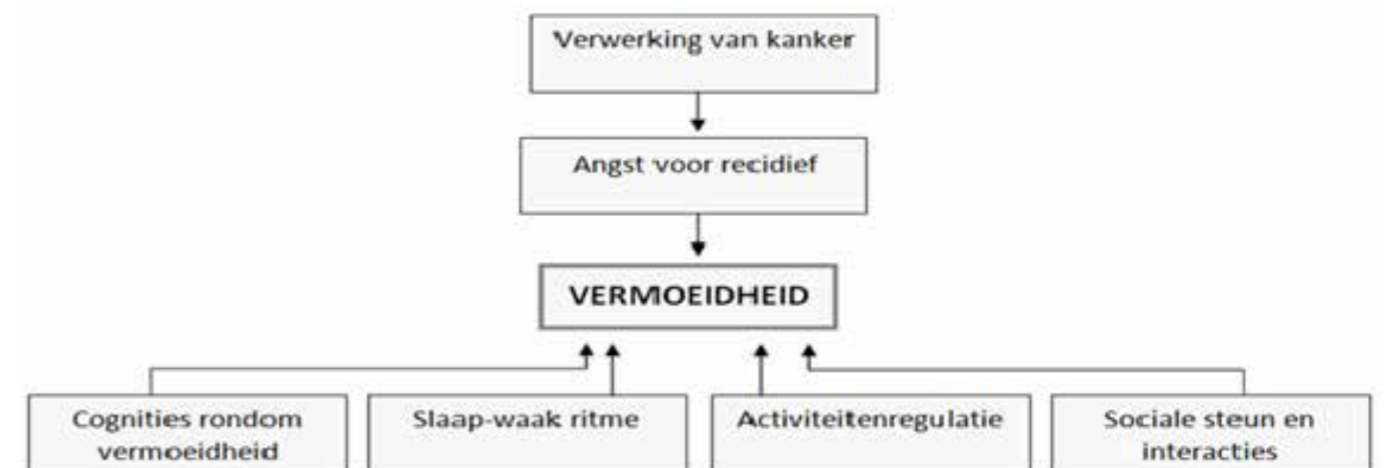 Verwerking van kanker
Angst voor recidief
VERMOEIDHEID
Cognities rondom
vermoeidheid
Slaap-waak ritme
Activiteitenregulatie
Sociale steun en
interacties